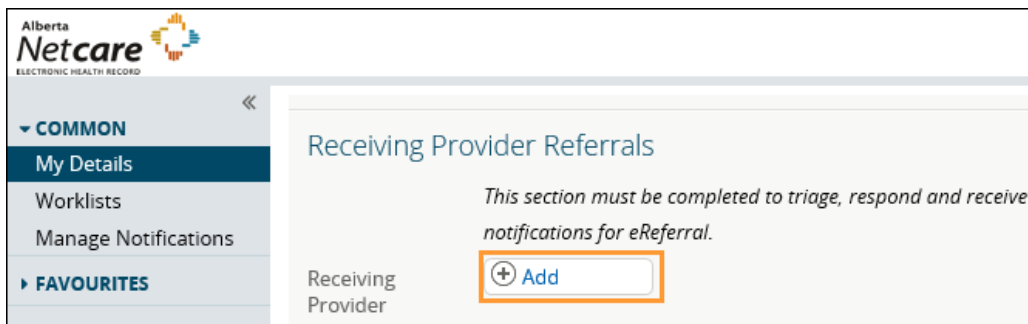 Alberta
Netcare
ELECTRONIC HEALTH RECORD
COMMON
My Details
Worklists
Manage Notifications
FAVOURITES
Receiving Provider Referrals
This section must be completed to triage, respond and receive
notifications for eReferral.
Receiving
Provider
Add